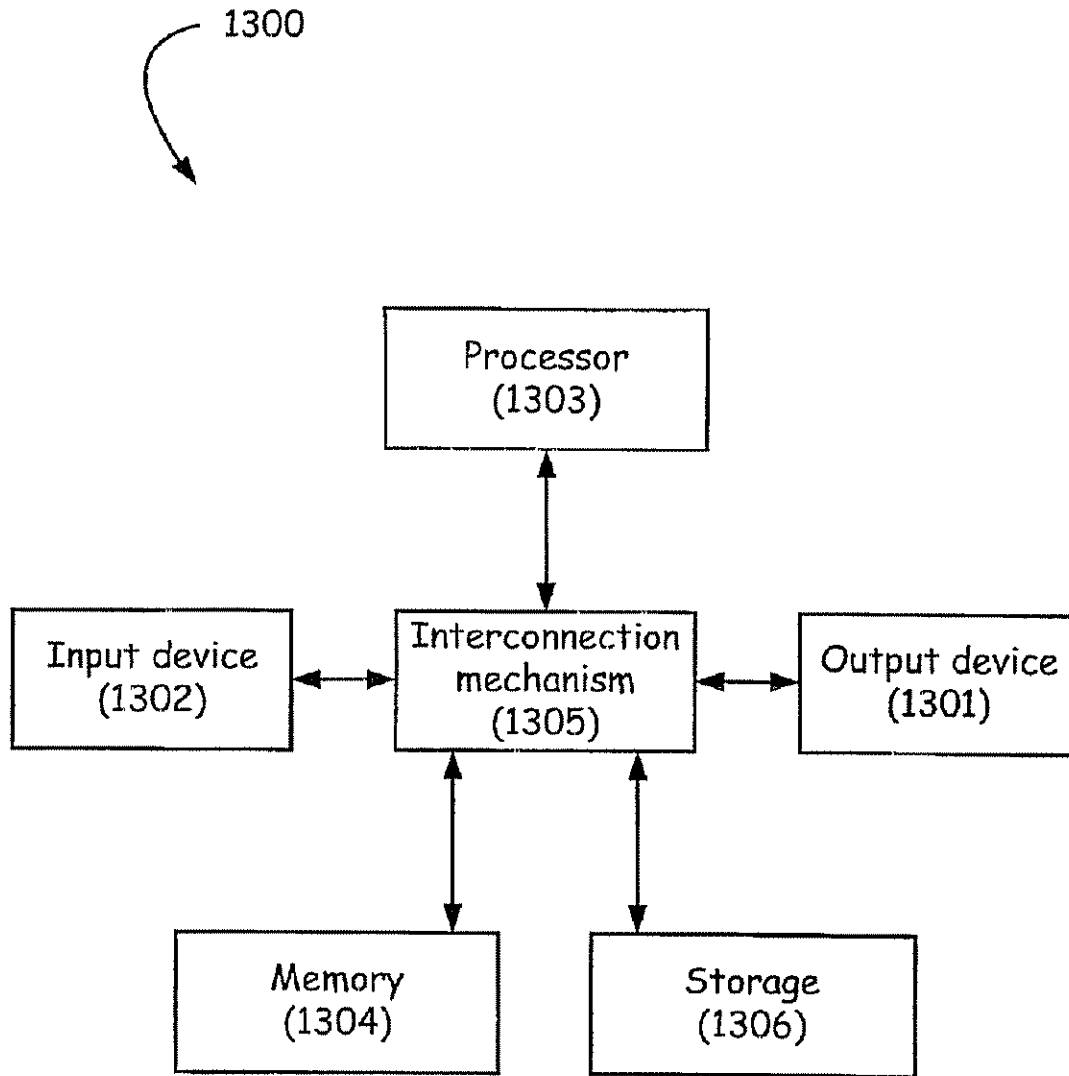 1300
Processor
(1303)
Input device
(1302)
Interconnection
mechanism
(1305)
Output device
(1301)
Memory
(1304)
Storage
(1306)